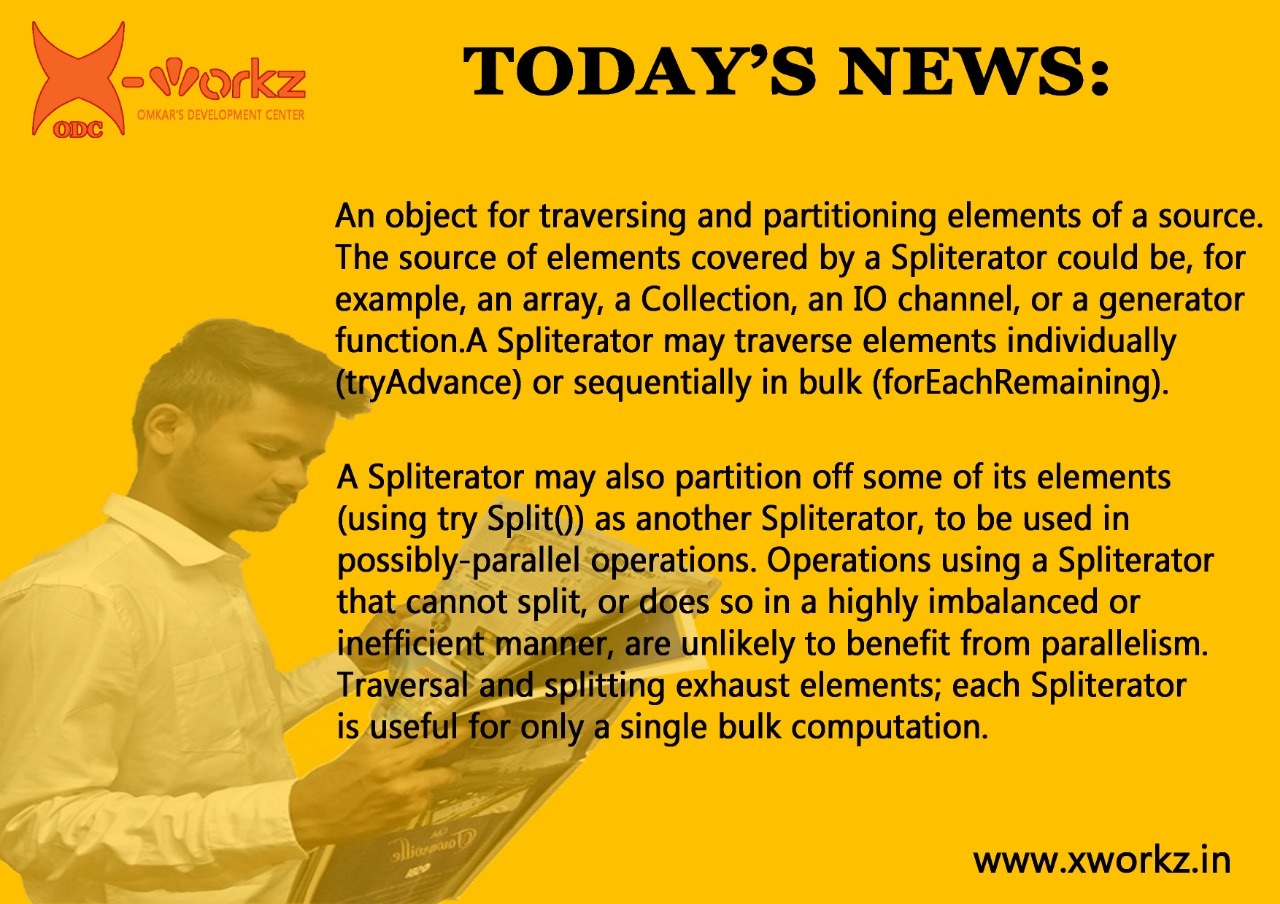 X-workz
OMKAR'S DEVELOPMENT CENTER
ODC
TODAY'S NEWS:
An object for traversing and partitioning elements of a source.
The source of elements covered by a Spliterator could be, for
example, an array, a Collection, an IO channel, or a generator
function.A Spliterator may traverse elements individually
(tryAdvance) or sequentially in bulk (forEachRemaining).
A Spliterator may also partition off some of its elements
(using try Split()) as another Spliterator, to be used in
possibly-parallel operations. Operations using a Spliterator
that cannot split, or does so in a highly imbalanced or
inefficient manner, are unlikely to benefit from parallelism.
Traversal and splitting exhaust elements; each Spliterator
is useful for only a single bulk computation.
www.xworkz.in